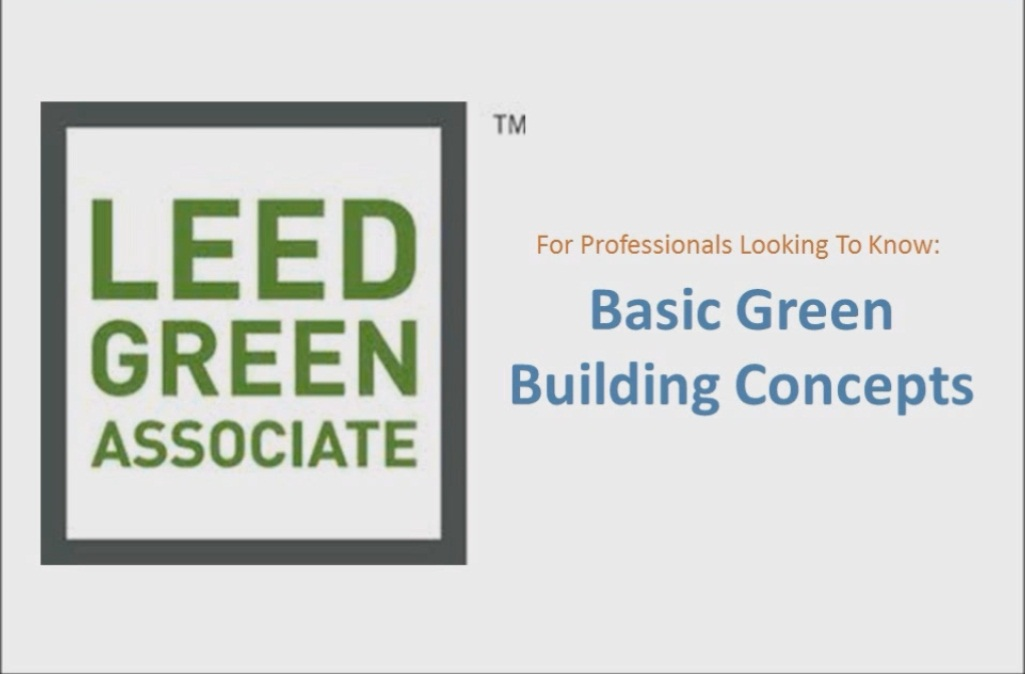 LEED
GREEN
ASSOCIATE
TM
For Professionals Looking To Know:
Basic Green
Building Concepts